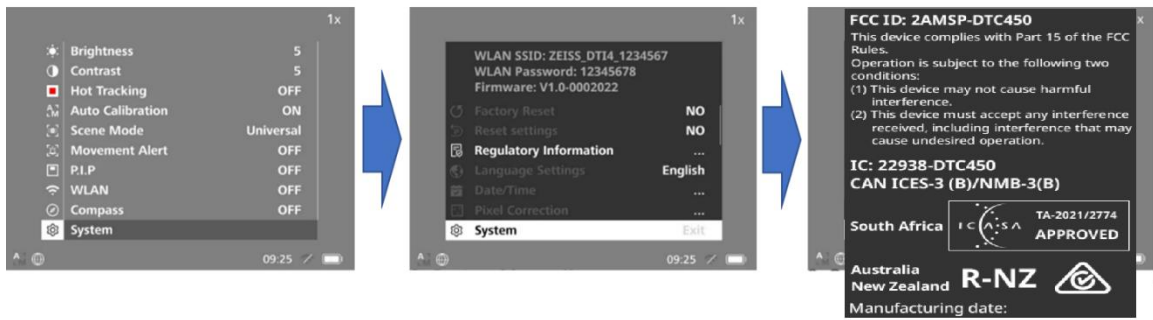 1x
Brightness 5
Contrast 5
Hot Tracking OFF
Auto Calibration ON
Scene Mode Universal
Movement Alert OFF
P.I.P OFF
WLAN OFF
Compass OFF
System
09:25
1x
WLAN SSID: ZEISS_DTI4_1234567
WLAN Password: 12345678
Firmware: V1.0-0002022
Factory Reset NO
Reset settings NO
Regulatory Information ...
Language Settings English
Date/Time ...
Pixel Correction ...
System Exit
09:25
x
FCC ID: 2AMSP-DTC450
This device complies with Part 15 of the FCC
Rules.
Operation is subject to the following two
conditions:
(1) This device may not cause harmful
interference.
(2) This device must accept any interference
received, including interference that may
cause undesired operation.
IC: 22938-DTC450
CAN ICES-3 (B)/NMB-3(B)
South Africa ICASA TA-2021/2774
APPROVED
Australia
New Zealand R-NZ
Manufacturing date: